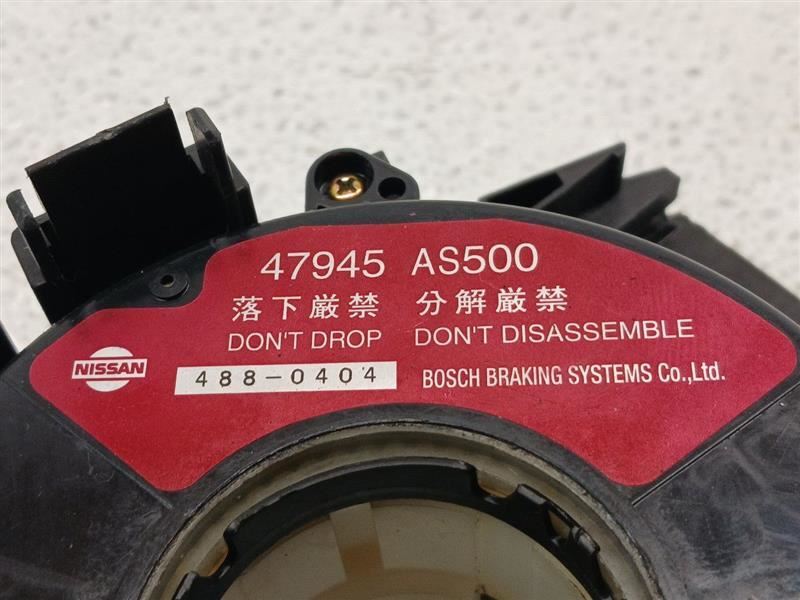 47945 AS500
落下厳禁 分解厳禁
DON'T DROP DON'T DISASSEMBLE
NISSAN
488-0404 BOSCH BRAKING SYSTEMS Co.,Ltd.